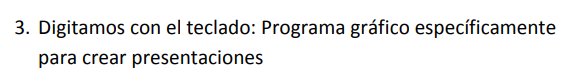 3. Digitamos con el teclado: Programa gráfico específicamente
para crear presentaciones